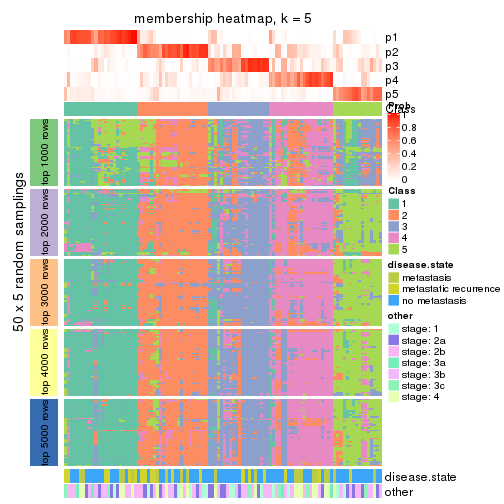 membership heatmap, k = 5
p1
p2
p3
p4
p5
Prob
Class
1
0.8
0.6
0.4
0.2
0
50 x 5 random samplings
top 1000 rows
top 2000 rows
top 3000 rows
top 4000 rows
top 5000 rows
Class
1
2
3
4
5
disease.state
metastasis
metastatic recurrence
no metastasis
other
stage: 1
stage: 2a
stage: 2b
stage: 3a
stage: 3b
stage: 3c
stage: 4
disease.state
other